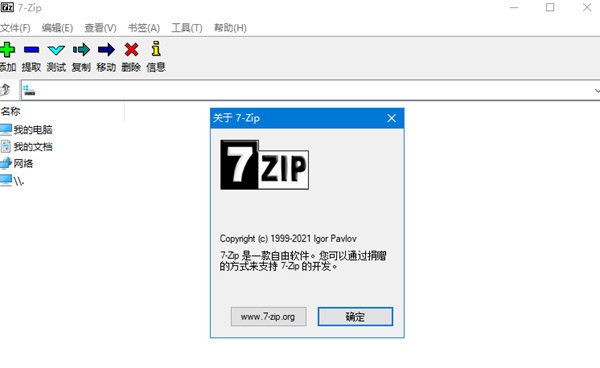 7-Zip
文件(F) 编辑(E) 查看(V) 书签(A) 工具(T) 帮助(H)
添加 提取 测试 复制 移动 删除 信息
名称
我的电脑
我的文档
网络
\\.
关于 7-Zip
7 ZIP
Copyright (c) 1999-2021 Igor Pavlov
7-Zip 是一款自由软件。您可以通过捐赠
的方式来支持 7-Zip 的开发。
www.7-zip.org 确定